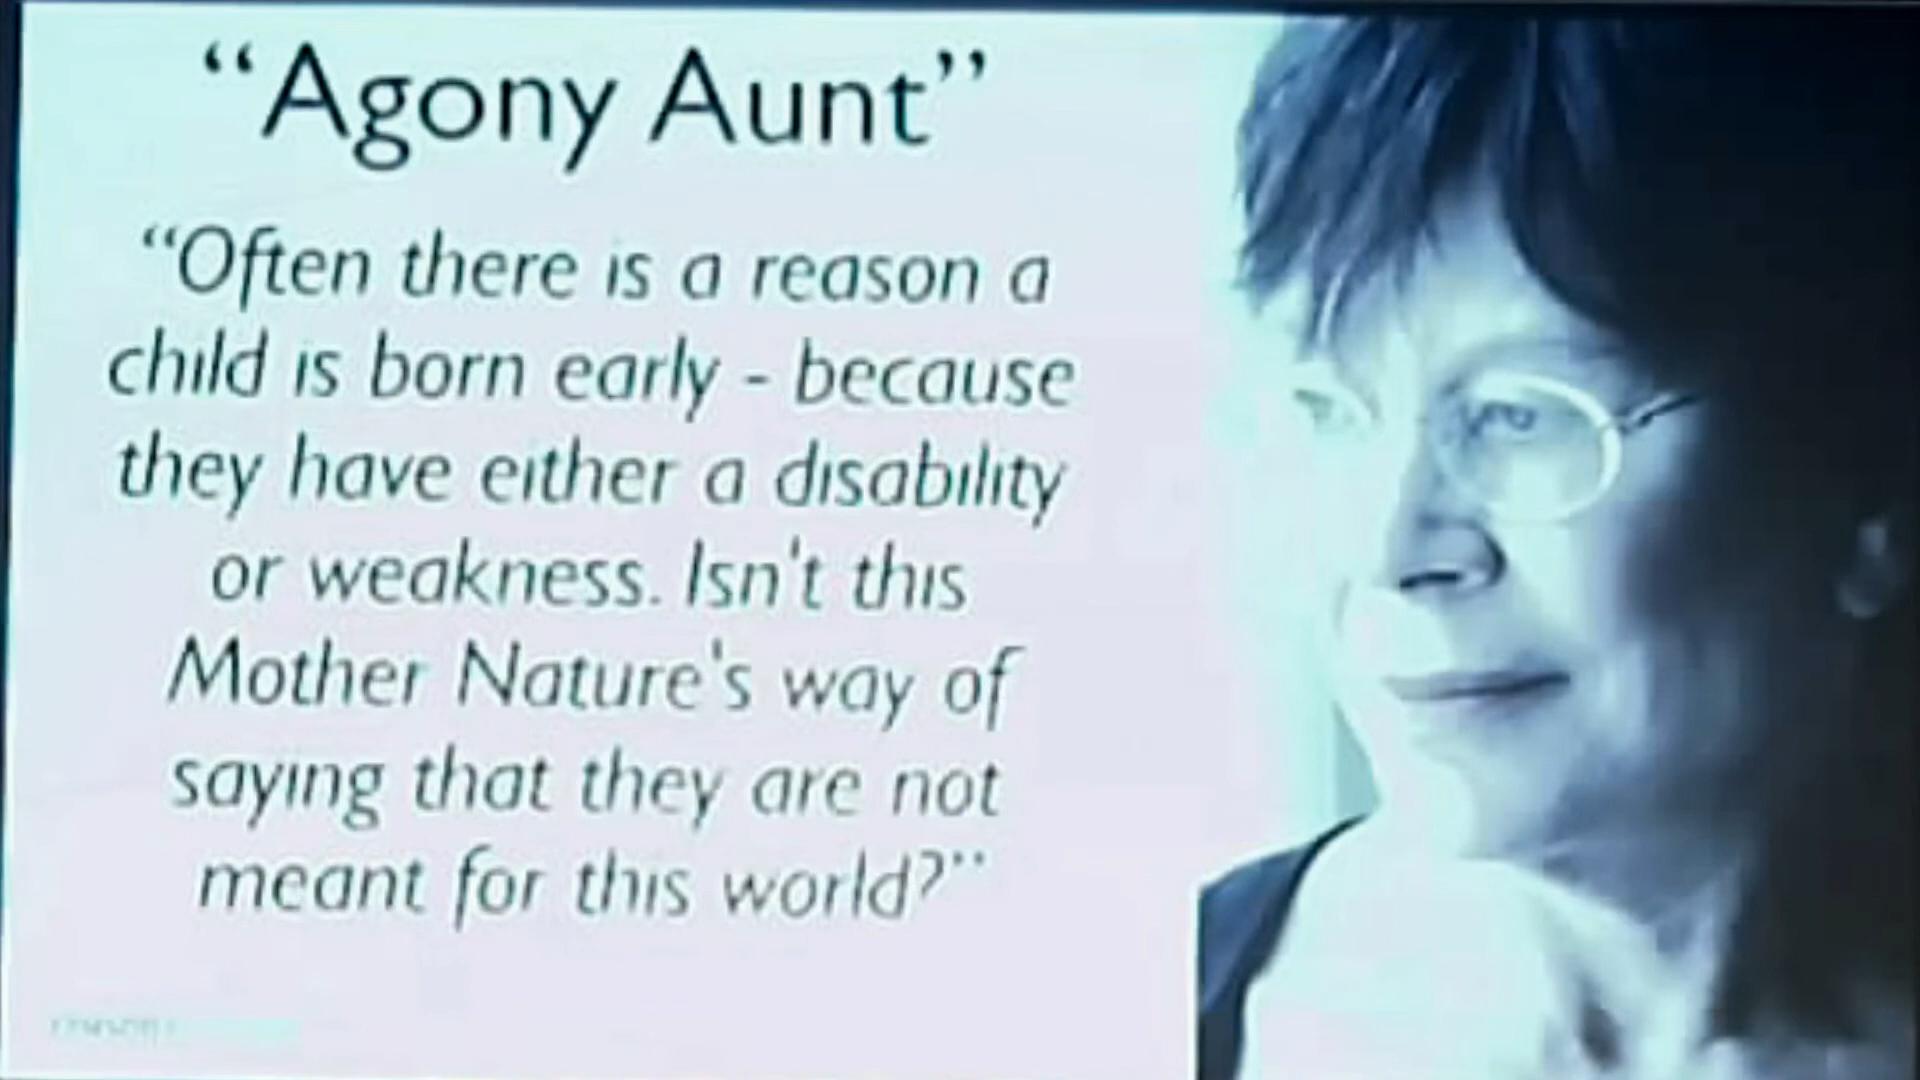 “Agony Aunt”
“Often there is a reason a
child is born early - because
they have either a disability
or weakness. Isn't this
Mother Nature's way of
saying that they are not
meant for this world?”